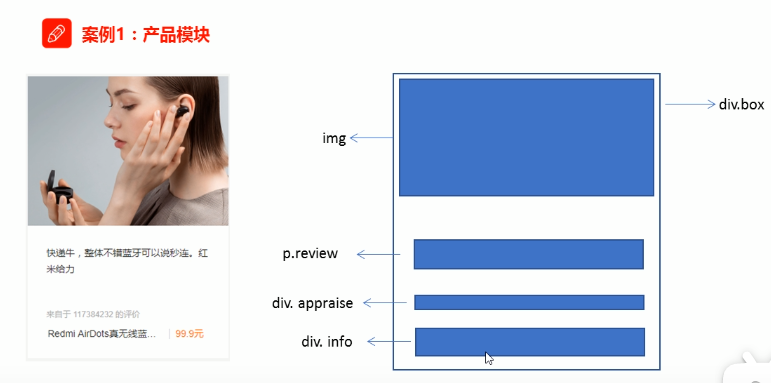 案例1：产品模块
快递牛，整体不错蓝牙可以说秒连。红
米给力
来自于 117384232 的评价
Redmi AirDots真无线蓝...
99.9元
div.box
img
p.review
div. appraise
div. info